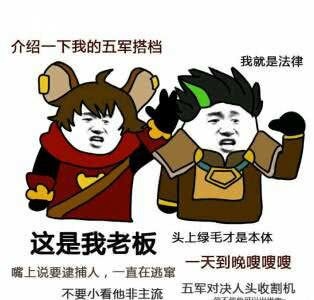 介绍一下我的五军搭档
我就是法律
这是我老板
头上绿毛才是本体
一天到晚嗖嗖嗖
嘴上说要逮捕人，一直在逃窜
五军对决人头收割机
不要小看他非主流